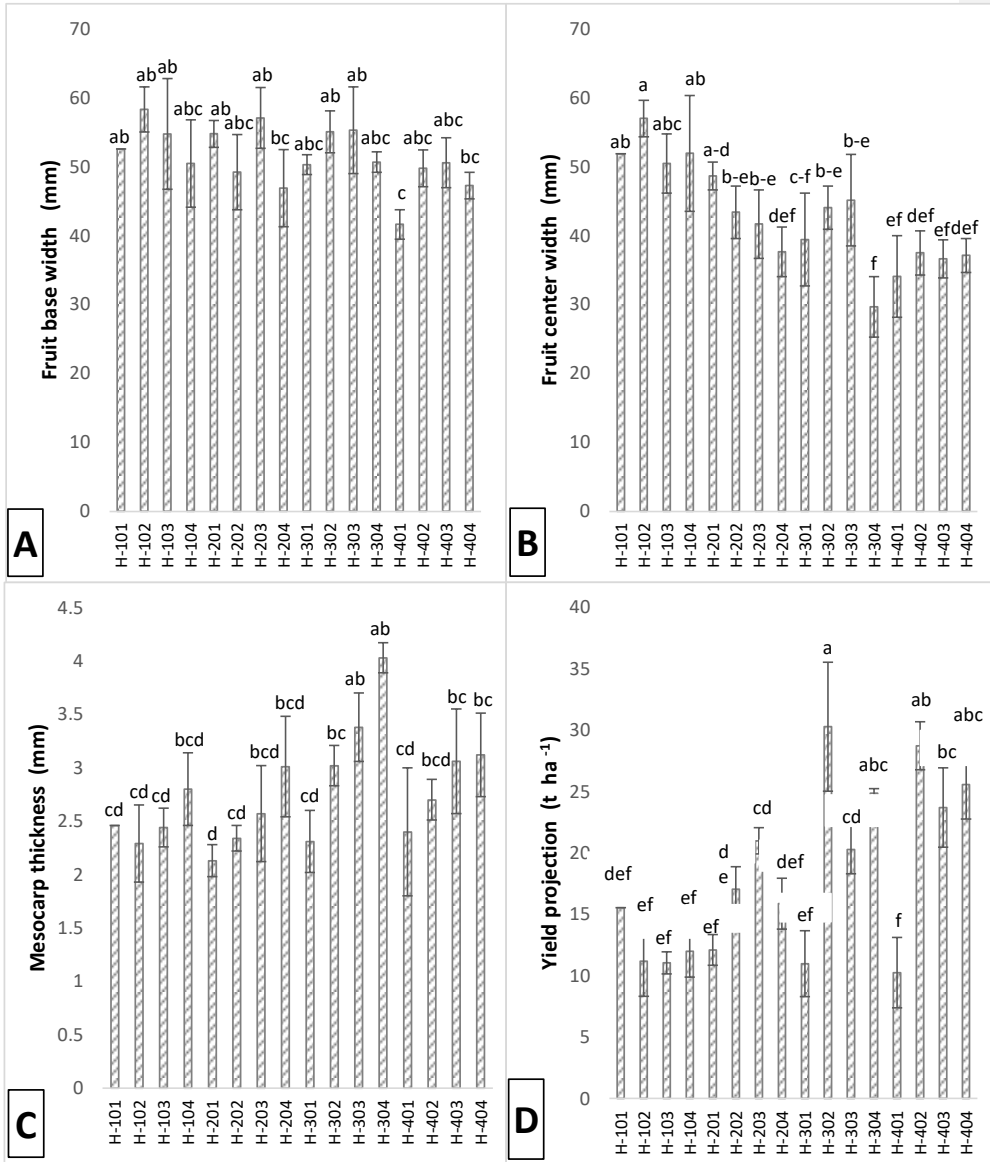 70
60
50
40
30
20
10
0
Fruit base width (mm)
ab
ab
ab
abc
ab
abc
ab
bc
abc
ab
ab
abc
c
abc
abc
bc
H-101
H-102
H-103
H-104
H-201
H-202
H-203
H-204
H-301
H-302
H-303
H-304
H-401
H-402
H-403
H-404
A
70
60
50
40
30
20
10
0
Fruit center width (mm)
ab
a
abc
ab
a-d
b-e
b-e
def
c-f
b-e
b-e
f
ef
def
ef
def
H-101
H-102
H-103
H-104
H-201
H-202
H-203
H-204
H-301
H-302
H-303
H-304
H-401
H-402
H-403
H-404
B
4.5
4
3.5
3
2.5
2
1.5
1
0.5
0
Mesocarp thickness (mm)
cd
cd
cd
bcd
d
cd
bcd
bcd
cd
bc
ab
ab
cd
bcd
bc
bc
H-101
H-102
H-103
H-104
H-201
H-202
H-203
H-204
H-301
H-302
H-303
H-304
H-401
H-402
H-403
H-404
C
40
35
30
25
20
15
10
5
0
Yield projection (t ha -1)
def
ef
ef
ef
ef
d
e
cd
def
ef
a
cd
abc
f
ab
bc
abc
H-101
H-102
H-103
H-104
H-201
H-202
H-203
H-204
H-301
H-302
H-303
H-304
H-401
H-402
H-403
H-404
D